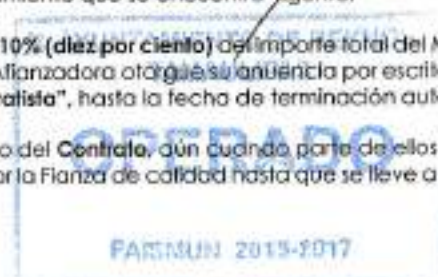 10% (diez por ciento) del importe total del M
Afianzadora otorgue su anuencia por escrito
atista", hasta la fecha de terminación aut
o del Contrato, aún cuando parte de ellos
or la Fianza de calidad hasta que se lleve a
OPERADO
2015-2017